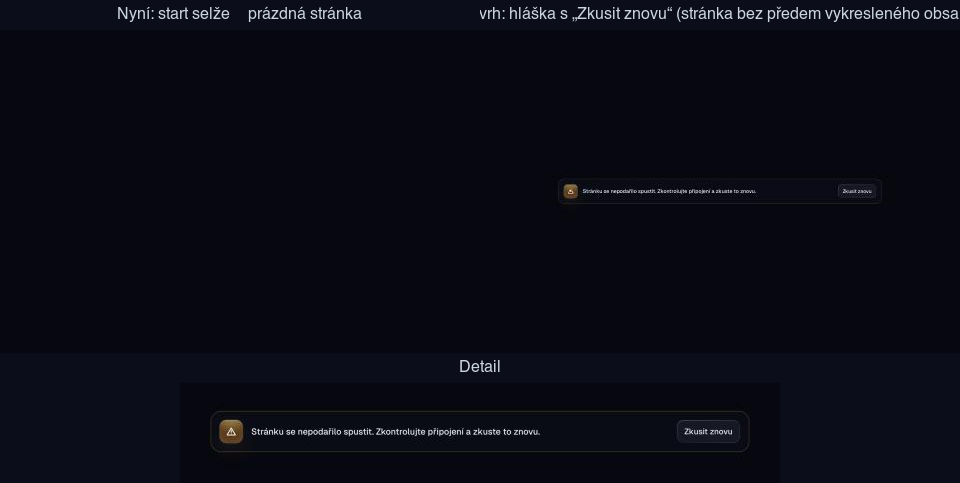 Nyní: start selže prázdná stránka
vrh: hláška s „Zkusit znovu“ (stránka bez předem vykresleného obsa
Stránku se nepodařilo spustit. Zkontrolujte připojení a zkuste to znovu.
Zkusit znovu
Detail
Stránku se nepodařilo spustit. Zkontrolujte připojení a zkuste to znovu.
Zkusit znovu